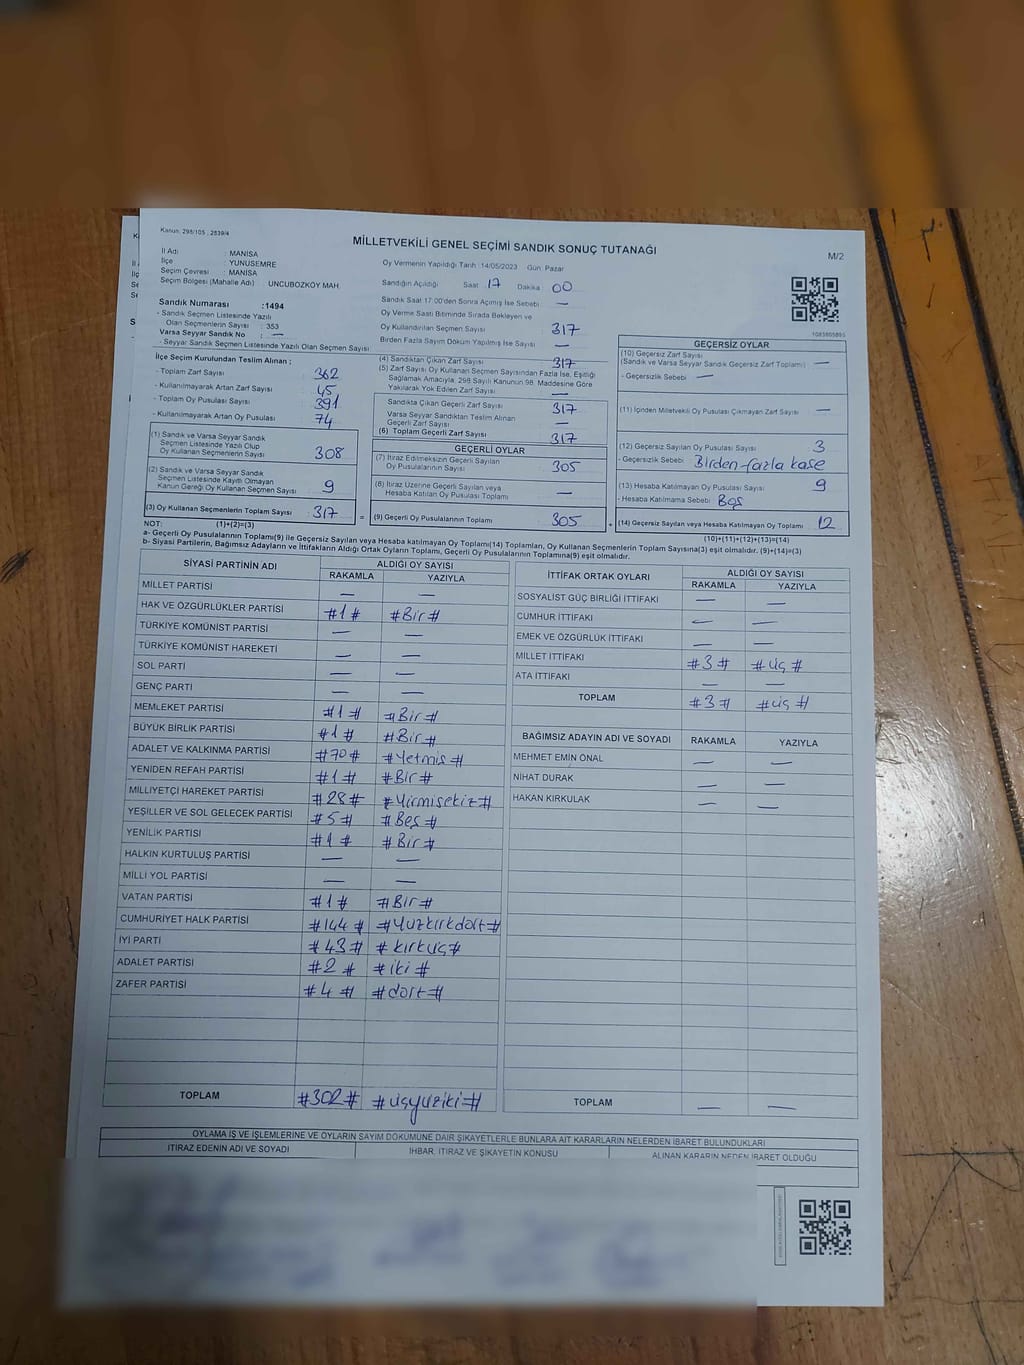 Kanun: 298/105 , 2839/4
MİLLETVEKİLİ GENEL SEÇİMİ SANDIK SONUÇ TUTANAĞI
M/2
İl Adı : MANİSA
İlçe : YUNUSEMRE
Seçim Çevresi : MANİSA
Seçim Bölgesi (Mahalle Adı) : UNCUBOZKÖY MAH.
Sandık Numarası :1494
- Sandık Seçmen Listesinde Yazılı
Olan Seçmenlerin Sayısı : 353
Varsa Seyyar Sandık No : —
- Seyyar Sandık Seçmen Listesinde Yazılı Olan Seçmen Sayısı:
Oy Vermenin Yapıldığı Tarih :14/05/2023 Gün: Pazar
Sandığın Açıldığı Saat 17 Dakika 00
Sandık Saat 17:00'den Sonra Açılmış İse Sebebi —
Oy Verme Saati Bitiminde Sırada Bekleyen ve
Oy Kullandırılan Seçmen Sayısı 317
Birden Fazla Sayım Döküm Yapılmış İse Sayısı —
1083805895
İlçe Seçim Kurulundan Teslim Alınan ;
- Toplam Zarf Sayısı 362
- Kullanılmayarak Artan Zarf Sayısı 45
- Toplam Oy Pusulası Sayısı 391
- Kullanılmayarak Artan Oy Pusulası 74
(1) Sandık ve Varsa Seyyar Sandık
Seçmen Listesinde Yazılı Olup
Oy Kullanan Seçmenlerin Sayısı 308
(2) Sandık ve Varsa Seyyar Sandık
Seçmen Listesinde Kayıtlı Olmayan
Kanun Gereği Oy Kullanan Seçmen Sayısı 9
(3) Oy Kullanan Seçmenlerin Toplam Sayısı 317
(4) Sandıktan Çıkan Zarf Sayısı 317
(5) Zarf Sayısı Oy Kullanan Seçmen Sayısından Fazla İse, Eşitliği
Sağlamak Amacıyla, 298 Sayılı Kanunun 98. Maddesine Göre
Yakılarak Yok Edilen Zarf Sayısı —
Sandıkta Çıkan Geçerli Zarf Sayısı 317
Varsa Seyyar Sandıktan Teslim Alınan
Geçerli Zarf Sayısı —
(6) Toplam Geçerli Zarf Sayısı 317
GEÇERLİ OYLAR
(7) İtiraz Edilmeksizin Geçerli Sayılan
Oy Pusulalarının Sayısı 305
(8) İtiraz Üzerine Geçerli Sayılan veya
Hesaba Katılan Oy Pusulası Toplamı —
= (9) Geçerli Oy Pusulalarının Toplamı 305
GEÇERSİZ OYLAR
(10) Geçersiz Zarf Sayısı
(Sandık ve Varsa Seyyar Sandık Geçersiz Zarf Toplamı) —
- Geçersizlik Sebebi —
(11) İçinden Milletvekili Oy Pusulası Çıkmayan Zarf Sayısı —
(12) Geçersiz Sayılan Oy Pusulası Sayısı 3
- Geçersizlik Sebebi Birden fazla kase
(13) Hesaba Katılmayan Oy Pusulası Sayısı 9
- Hesaba Katılmama Sebebi Boş
+ (14) Geçersiz Sayılan veya Hesaba Katılmayan Oy Toplamı 12
NOT: (1)+(2)=(3)
(10)+(11)+(12)+(13)=(14)
a- Geçerli Oy Pusulalarının Toplamı(9) ile Geçersiz Sayılan veya Hesaba katılmayan Oy Toplamı(14) Toplamları, Oy Kullanan Seçmenlerin Toplam Sayısına(3) eşit olmalıdır. (9)+(14)=(3)
b- Siyasi Partilerin, Bağımsız Adayların ve İttifakların Aldığı Ortak Oyların Toplamı, Geçerli Oy Pusulalarının Toplamına(9) eşit olmalıdır.
SİYASİ PARTİNİN ADI ALDIĞI OY SAYISI
RAKAMLA YAZIYLA
MİLLET PARTİSİ — —
HAK VE ÖZGÜRLÜKLER PARTİSİ #1# #Bir#
TÜRKİYE KOMÜNİST PARTİSİ — —
TÜRKİYE KOMÜNİST HAREKETİ — —
SOL PARTİ — —
GENÇ PARTİ — —
MEMLEKET PARTİSİ #1# #Bir#
BÜYÜK BİRLİK PARTİSİ #1# #Bir#
ADALET VE KALKINMA PARTİSİ #70# #Yetmiş#
YENİDEN REFAH PARTİSİ #1# #Bir#
MİLLİYETÇİ HAREKET PARTİSİ #28# #Yirmisekiz#
YEŞİLLER VE SOL GELECEK PARTİSİ #5# #Beş#
YENİLİK PARTİSİ #1# #Bir#
HALKIN KURTULUŞ PARTİSİ — —
MİLLİ YOL PARTİSİ — —
VATAN PARTİSİ #1# #Bir#
CUMHURİYET HALK PARTİSİ #144# #Yüzkırkdört#
İYİ PARTİ #43# #kırküç#
ADALET PARTİSİ #2# #iki#
ZAFER PARTİSİ #4# #dört#
TOPLAM #302# #üçyüziki#
İTTİFAK ORTAK OYLARI ALDIĞI OY SAYISI
RAKAMLA YAZIYLA
SOSYALİST GÜÇ BİRLİĞİ İTTİFAKI — —
CUMHUR İTTİFAKI — —
EMEK VE ÖZGÜRLÜK İTTİFAKI — —
MİLLET İTTİFAKI #3# #üç#
ATA İTTİFAKI — —
TOPLAM #3# #üç#
BAĞIMSIZ ADAYIN ADI VE SOYADI RAKAMLA YAZIYLA
MEHMET EMİN ÖNAL — —
NİHAT DURAK — —
HAKAN KIRKULAK — —
TOPLAM — —
OYLAMA İŞ VE İŞLEMLERİNE VE OYLARIN SAYIM DÖKÜMÜNE DAİR ŞİKAYETLERLE BUNLARA AİT KARARLARIN NELERDEN İBARET BULUNDUKLARI
İTİRAZ EDENİN ADI VE SOYADI İHBAR, İTİRAZ VE ŞİKAYETİN KONUSU ALINAN KARARIN NEDEN İBARET OLDUĞU